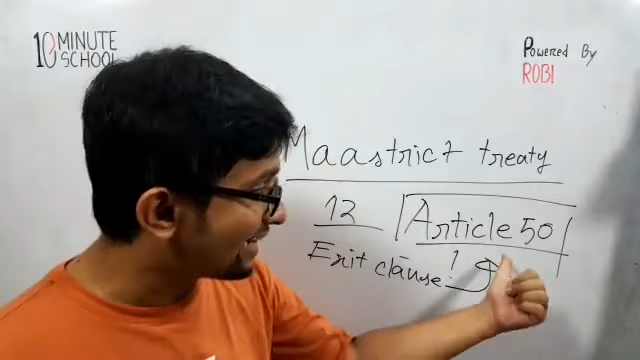 10 MINUTE
SCHOOL
Powered By
ROBI
Maastrict treaty
12 Article 50
Exit clause